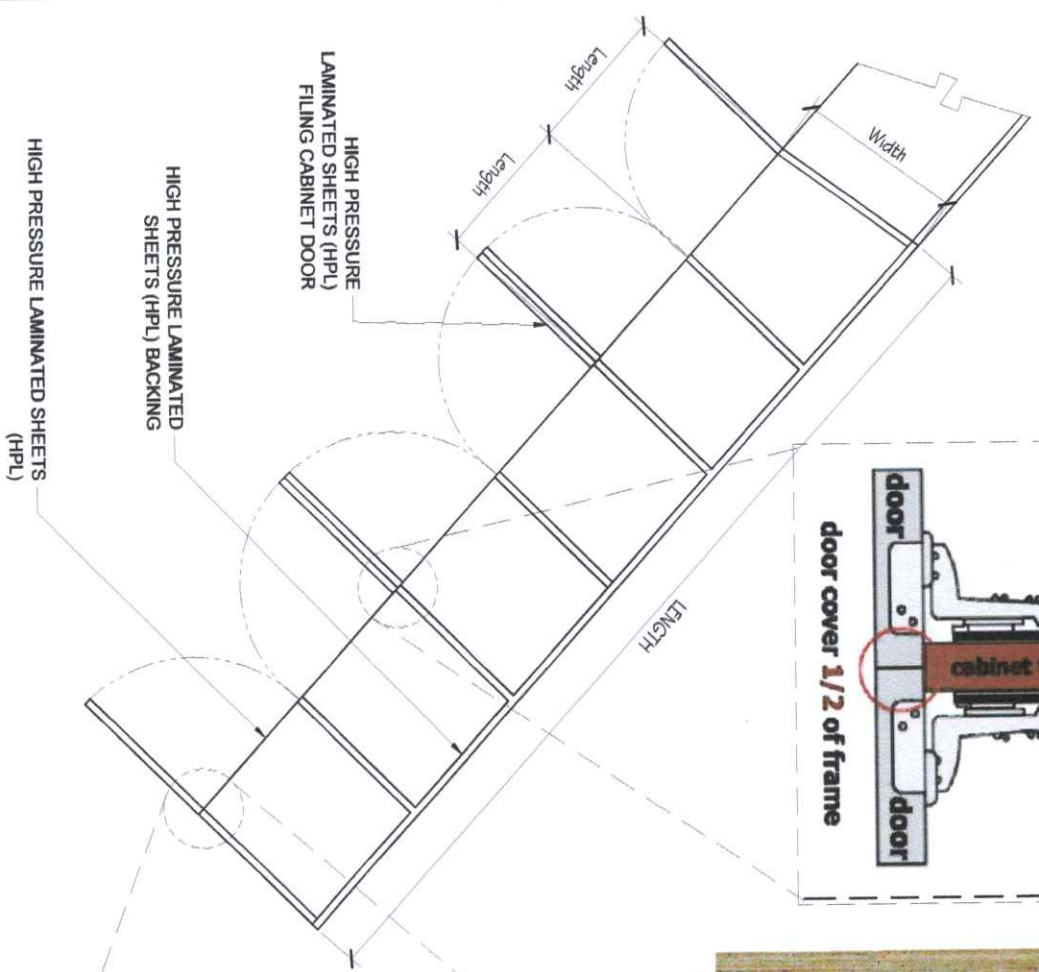 Length
Length
Width
LENGTH
HIGH PRESSURE
LAMINATED SHEETS (HPL)
FILING CABINET DOOR
HIGH PRESSURE LAMINATED
SHEETS (HPL) BACKING
HIGH PRESSURE LAMINATED SHEETS
(HPL)
door
cabinet
door
door cover 1/2 of frame